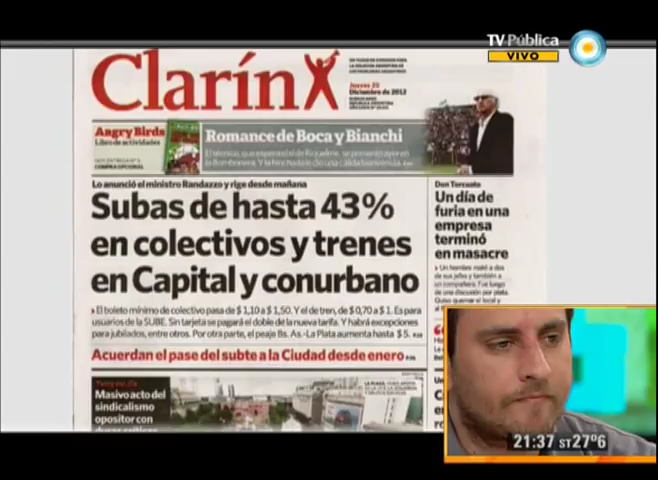 TV Pública
VIVO
Clarín
Jueves 20
Diciembre de 2012
Angry Birds
Libro de actividades
Romance de Boca y Bianchi
Lo anunció el ministro Randazzo y rige desde mañana
Subas de hasta 43%
en colectivos y trenes
en Capital y conurbano
El boleto mínimo de colectivo pasa de $ 1,10 a $ 1,50. Y el de tren, de $ 0,70 a $ 1. Es para
usuarios de la SUBE. Sin tarjeta se pagará el doble de la nueva tarifa. Y habrá excepciones
para jubilados, entre otros. Por otra parte, el peaje Bs. As.-La Plata aumenta hasta $ 5.
Acuerdan el pase del subte a la Ciudad desde enero
Don Torcuato
Un día de
furia en una
empresa
terminó
en masacre
Un hombre mató a dos
de sus jefes y también a
un compañero. Fue luego
de una discusión por plata.
Quiso quemar el local y
Masivo acto del
sindicalismo
opositor con
21:37 ST 27º6